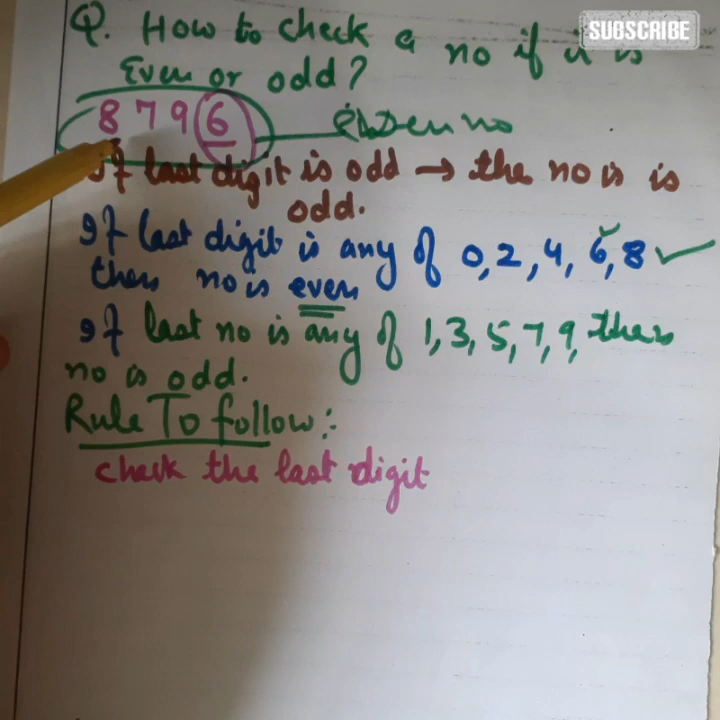 Q. How to check a no if it is
SUBSCRIBE
Even or odd?
8796 Even no
If last digit is odd → the no is is
odd.
If last digit is any of 0,2,4,6,8 ✓
then no is even
If last no is any of 1,3,5,7,9, then
no is odd.
Rule To follow:-
check the last digit